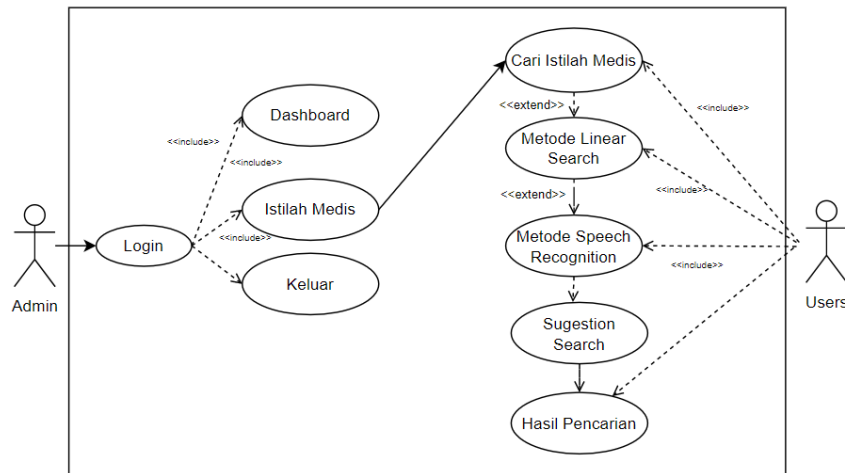 Cari Istilah Medis
<<extend>>
<<include>>
Dashboard
<<include>>
<<include>>
Metode Linear
Search
Istilah Medis
<<extend>>
<<include>>
Admin
Login
<<include>>
Metode Speech
Recognition
<<include>>
Users
Keluar
Sugestion
Search
Hasil Pencarian